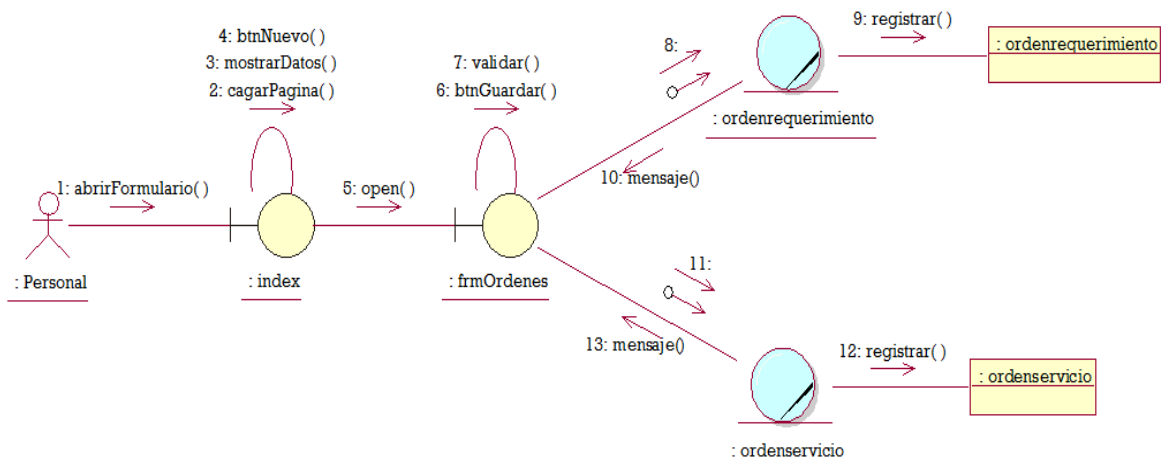 4: btnNuevo( )
3: mostrarDatos( )
2: cagarPagina( )
7: validar( )
6: btnGuardar( )
8:
9: registrar( )
: ordenrequerimiento
: ordenrequerimiento
10: mensaje()
1: abrirFormulario( )
5: open( )
: Personal
: index
: frmOrdenes
11:
13: mensaje()
12: registrar( )
: ordenservicio
: ordenservicio